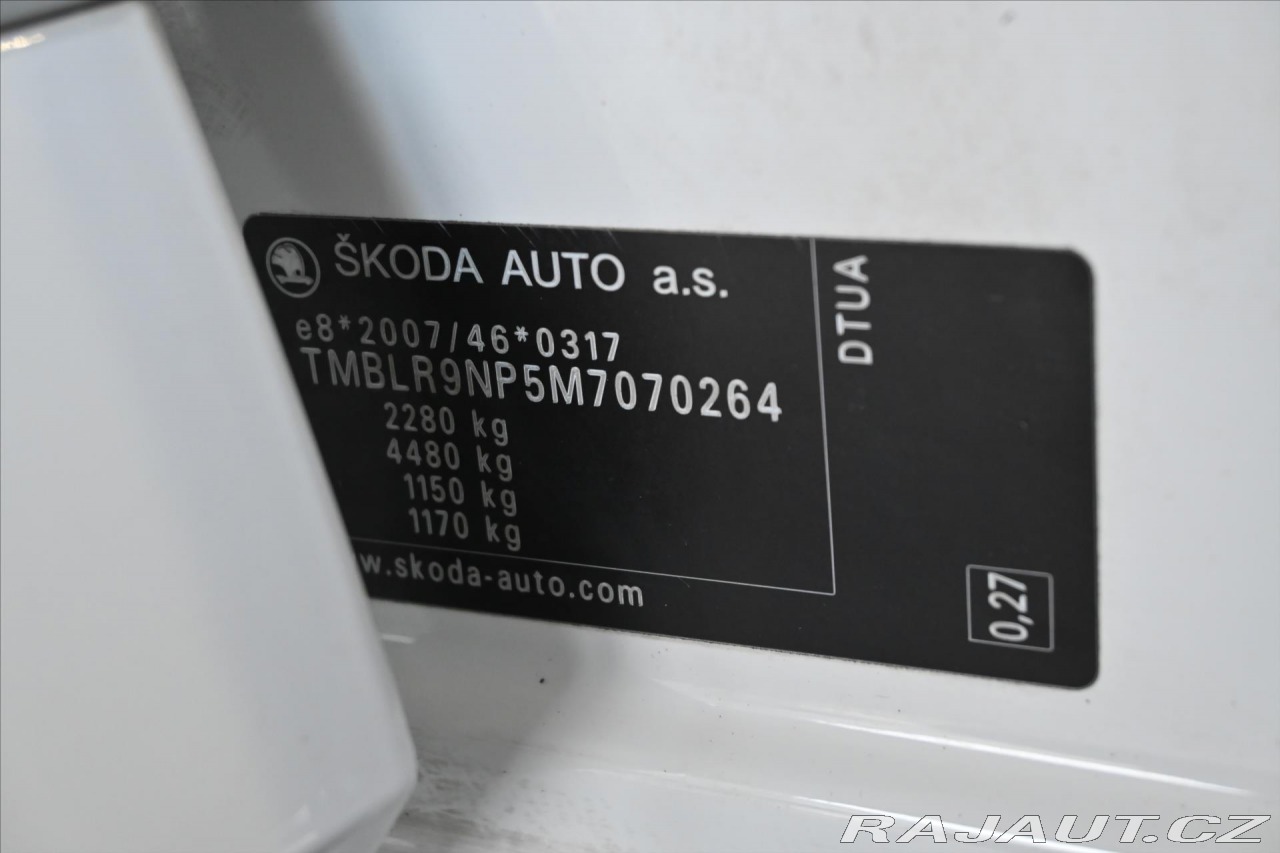 ŠKODA AUTO a.s.
e8*2007/46*0317
TMBLR9NP5M7070264
2280 kg
4480 kg
1150 kg
1170 kg
w.skoda-auto.com
DTUA
0,27
RAJAUT.CZ